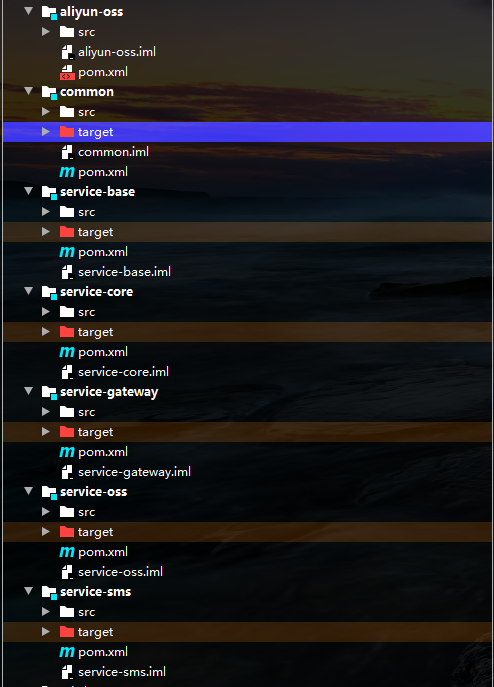 aliyun-oss
src
aliyun-oss.iml
pom.xml
common
src
target
common.iml
pom.xml
service-base
src
target
pom.xml
service-base.iml
service-core
src
target
pom.xml
service-core.iml
service-gateway
src
target
pom.xml
service-gateway.iml
service-oss
src
target
pom.xml
service-oss.iml
service-sms
src
target
pom.xml
service-sms.iml